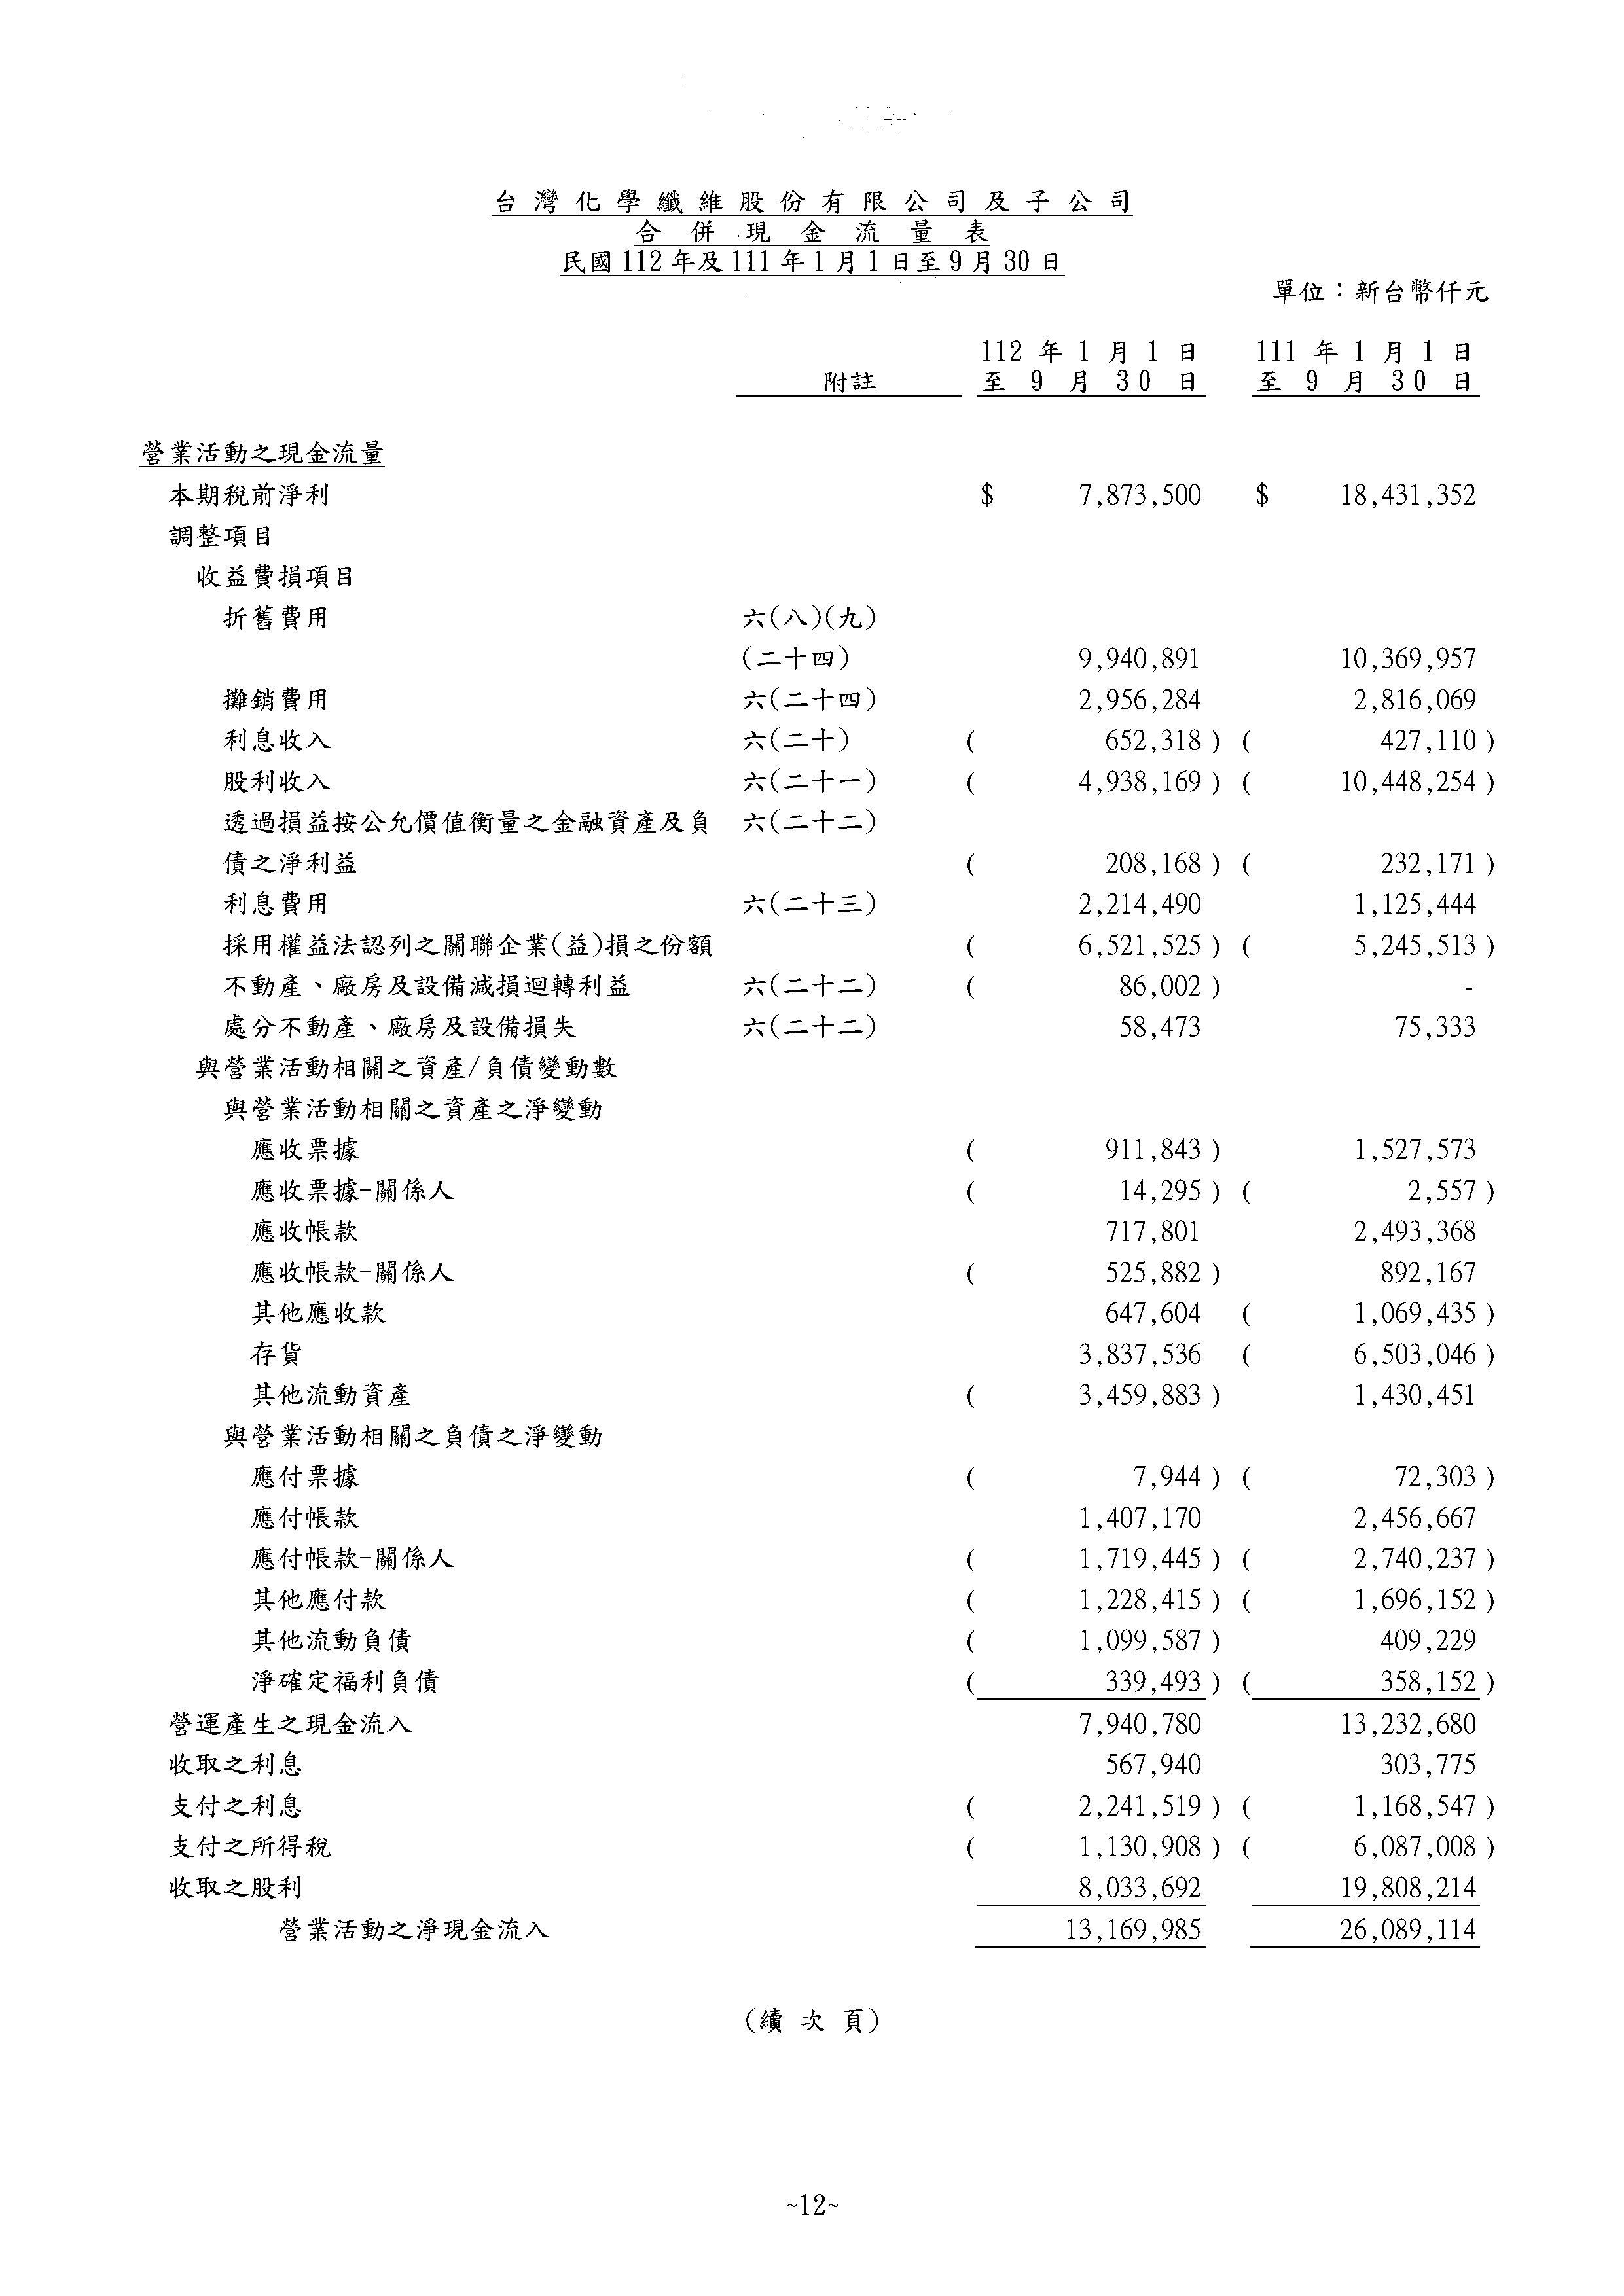 台灣化學纖維股份有限公司及子公司
合併現金流量表
民國112年及111年1月1日至9月30日
單位：新台幣仟元
112年1月1日 111年1月1日
附註 至9月30日 至9月30日
營業活動之現金流量
本期稅前淨利 $ 7,873,500 $ 18,431,352
調整項目
收益費損項目
折舊費用 六(八)(九)
(二十四) 9,940,891 10,369,957
攤銷費用 六(二十四) 2,956,284 2,816,069
利息收入 六(二十) ( 652,318 ) ( 427,110 )
股利收入 六(二十一) ( 4,938,169 ) ( 10,448,254 )
透過損益按公允價值衡量之金融資產及負 六(二十二)
債之淨利益 ( 208,168 ) ( 232,171 )
利息費用 六(二十三) 2,214,490 1,125,444
採用權益法認列之關聯企業(益)損之份額 ( 6,521,525 ) ( 5,245,513 )
不動產、廠房及設備減損迴轉利益 六(二十二) ( 86,002 ) -
處分不動產、廠房及設備損失 六(二十二) 58,473 75,333
與營業活動相關之資產/負債變動數
與營業活動相關之資產之淨變動
應收票據 ( 911,843 ) 1,527,573
應收票據-關係人 ( 14,295 ) ( 2,557 )
應收帳款 717,801 2,493,368
應收帳款-關係人 ( 525,882 ) 892,167
其他應收款 647,604 ( 1,069,435 )
存貨 3,837,536 ( 6,503,046 )
其他流動資產 ( 3,459,883 ) 1,430,451
與營業活動相關之負債之淨變動
應付票據 ( 7,944 ) ( 72,303 )
應付帳款 1,407,170 2,456,667
應付帳款-關係人 ( 1,719,445 ) ( 2,740,237 )
其他應付款 ( 1,228,415 ) ( 1,696,152 )
其他流動負債 ( 1,099,587 ) 409,229
淨確定福利負債 ( 339,493 ) ( 358,152 )
營運產生之現金流入 7,940,780 13,232,680
收取之利息 567,940 303,775
支付之利息 ( 2,241,519 ) ( 1,168,547 )
支付之所得稅 ( 1,130,908 ) ( 6,087,008 )
收取之股利 8,033,692 19,808,214
營業活動之淨現金流入 13,169,985 26,089,114
(續次頁)
~12~